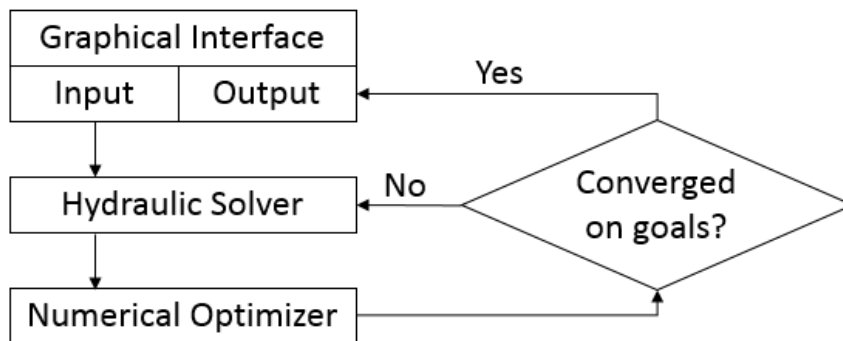 Graphical Interface
Input
Output
Yes
Hydraulic Solver
No
Converged
on goals?
Numerical Optimizer